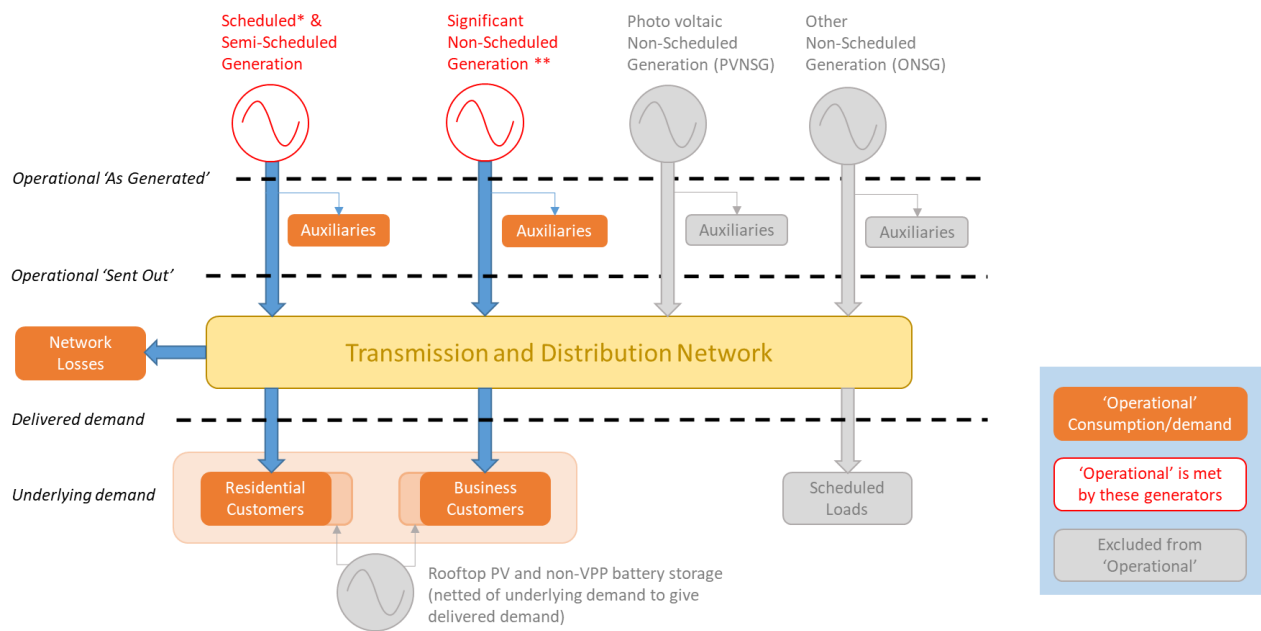 Scheduled* &
Semi-Scheduled
Generation
Significant
Non-Scheduled
Generation **
Photo voltaic
Non-Scheduled
Generation (PVNSG)
Other
Non-Scheduled
Generation (ONSG)
Operational ‘As Generated’
Auxiliaries
Auxiliaries
Auxiliaries
Auxiliaries
Operational ‘Sent Out’
Network
Losses
Transmission and Distribution Network
Delivered demand
Underlying demand
Residential
Customers
Business
Customers
Scheduled
Loads
Rooftop PV and non-VPP battery storage
(netted of underlying demand to give
delivered demand)
‘Operational’
Consumption/demand
‘Operational’ is met
by these generators
Excluded from
‘Operational’